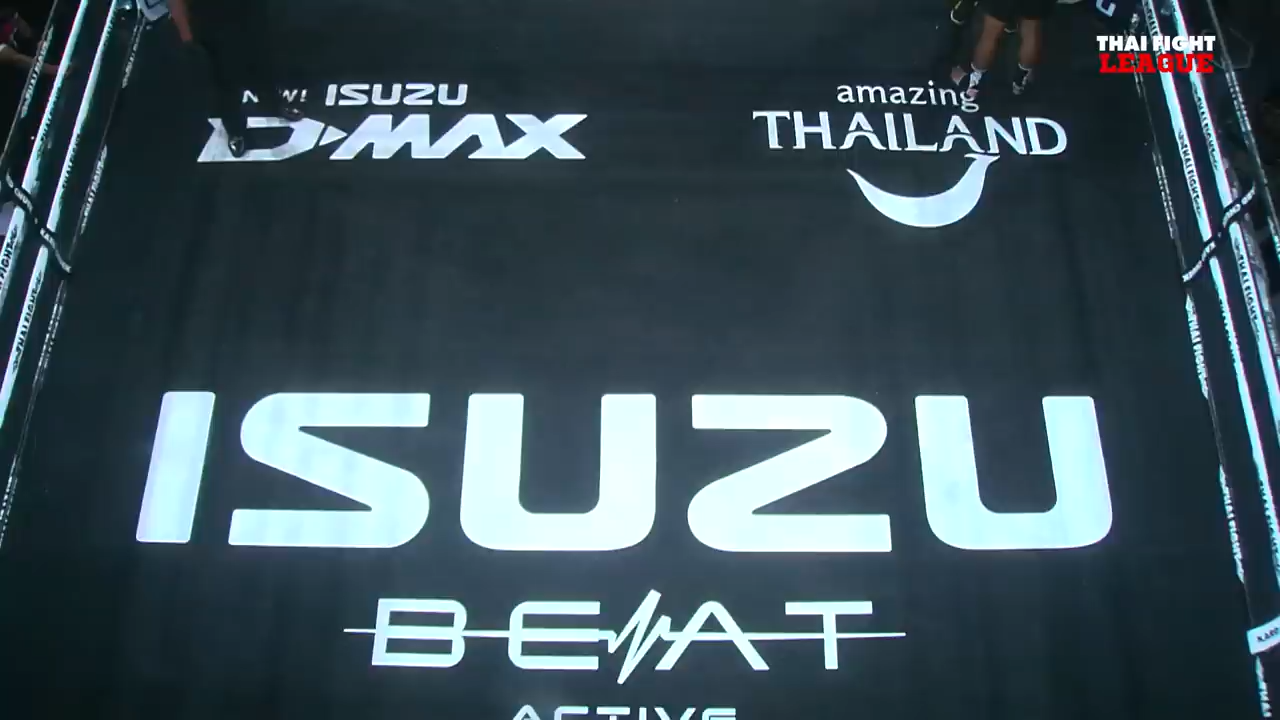 THAI FIGHT
LEAGUE
NEW! ISUZU
D-MAX
amazing
THAILAND
ISUZU
BEAT
ACTIVE